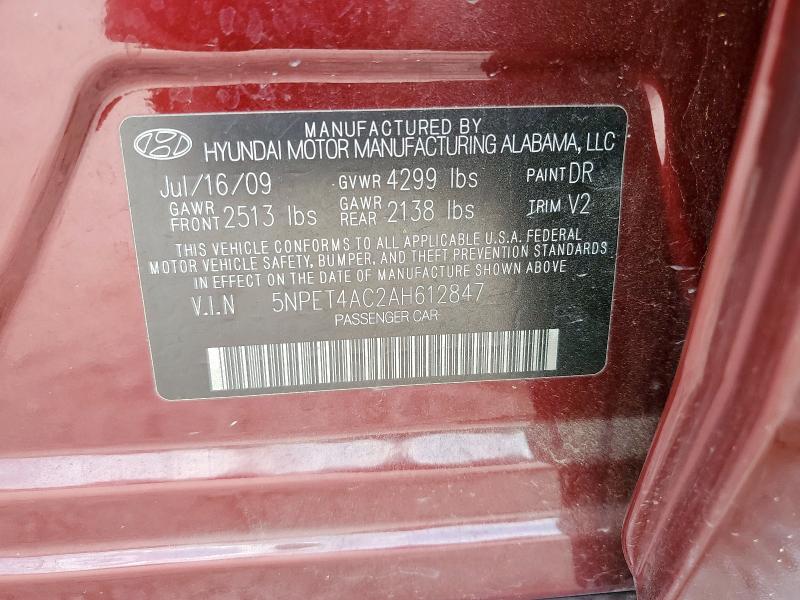 MANUFACTURED BY
HYUNDAI MOTOR MANUFACTURING ALABAMA, LLC
Jul/16/09 GVWR 4299 lbs PAINT DR
GAWR FRONT 2513 lbs GAWR REAR 2138 lbs TRIM V2
THIS VEHICLE CONFORMS TO ALL APPLICABLE U.S.A. FEDERAL
MOTOR VEHICLE SAFETY, BUMPER, AND THEFT PREVENTION STANDARDS
IN EFFECT ON THE DATE OF MANUFACTURE SHOWN ABOVE
V.I.N 5NPET4AC2AH612847
PASSENGER CAR